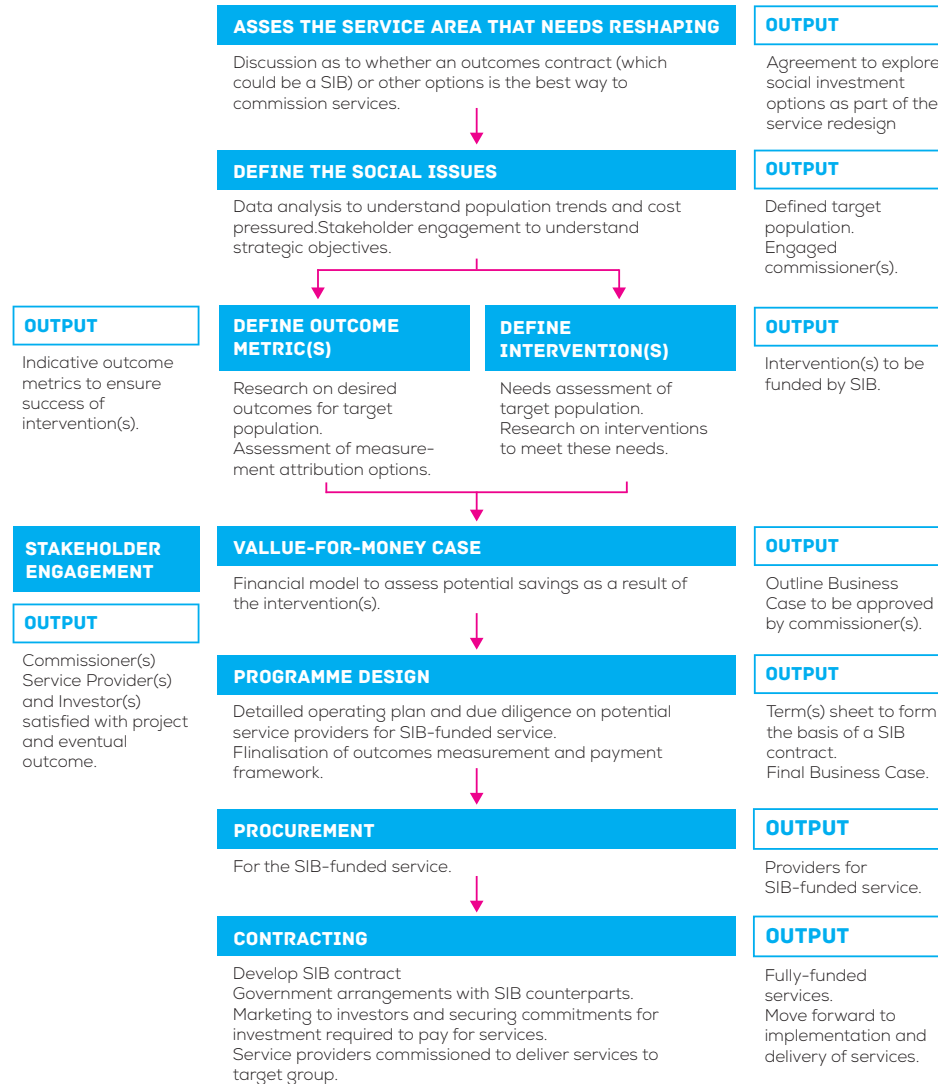 ASSES THE SERVICE AREA THAT NEEDS RESHAPING
Discussion as to whether an outcomes contract (which
could be a SIB) or other options is the best way to
commission services.
OUTPUT
Agreement to explore
social investment
options as part of the
service redesign
DEFINE THE SOCIAL ISSUES
Data analysis to understand population trends and cost
pressured.Stakeholder engagement to understand
strategic objectives.
OUTPUT
Defined target
population.
Engaged
commissioner(s).
OUTPUT
Indicative outcome
metrics to ensure
success of
intervention(s).
DEFINE OUTCOME
METRIC(S)
Research on desired
outcomes for target
population.
Assessment of measure-
ment attribution options.
DEFINE
INTERVENTION(S)
Needs assessment of
target population.
Research on interventions
to meet these needs.
OUTPUT
Intervention(s) to be
funded by SIB.
STAKEHOLDER
ENGAGEMENT
OUTPUT
Commissioner(s)
Service Provider(s)
and Investor(s)
satisfied with project
and eventual
outcome.
VALLUE-FOR-MONEY CASE
Financial model to assess potential savings as a result of
the intervention(s).
OUTPUT
Outline Business
Case to be approved
by commissioner(s).
PROGRAMME DESIGN
Detailled operating plan and due diligence on potential
service providers for SIB-funded service.
Flinalisation of outcomes measurement and payment
framework.
OUTPUT
Term(s) sheet to form
the basis of a SIB
contract.
Final Business Case.
PROCUREMENT
For the SIB-funded service.
OUTPUT
Providers for
SIB-funded service.
CONTRACTING
Develop SIB contract
Government arrangements with SIB counterparts.
Marketing to investors and securing commitments for
investment required to pay for services.
Service providers commissioned to deliver services to
target group.
OUTPUT
Fully-funded
services.
Move forward to
implementation and
delivery of services.